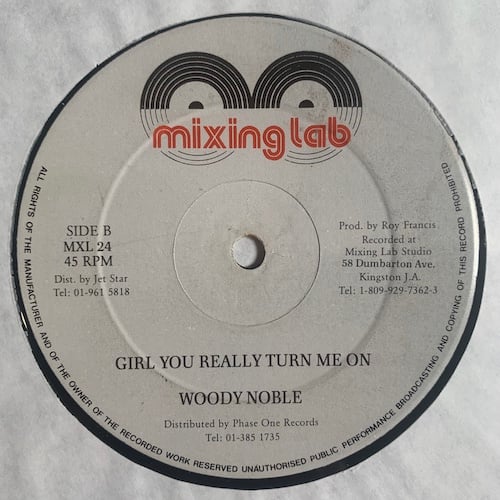 mixing lab
SIDE B
MXL 24
45 RPM
Dist. by Jet Star
Tel: 01-961 5818
Prod. by Roy Francis
Recorded at
Mixing Lab Studio
58 Dumbarton Ave.
Kingston J.A.
Tel: 1-809-929-7362-3
GIRL YOU REALLY TURN ME ON
WOODY NOBLE
Distributed by Phase One Records
Tel: 01-385 1735
ALL RIGHTS OF THE MANUFACTURER AND OF THE OWNER OF THE RECORDED WORK RESERVED UNAUTHORISED PUBLIC PERFORMANCE BROADCASTING AND COPYING OF THIS RECORD PROHIBITED